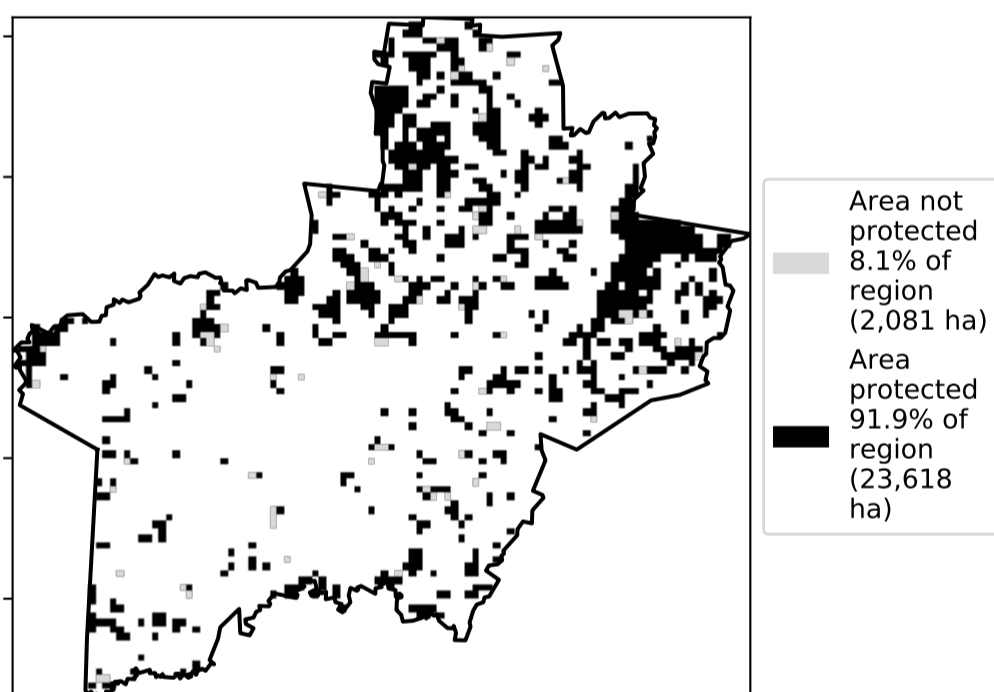 Area not
protected
8.1% of
region
(2,081 ha)
Area
protected
91.9% of
region
(23,618
ha)